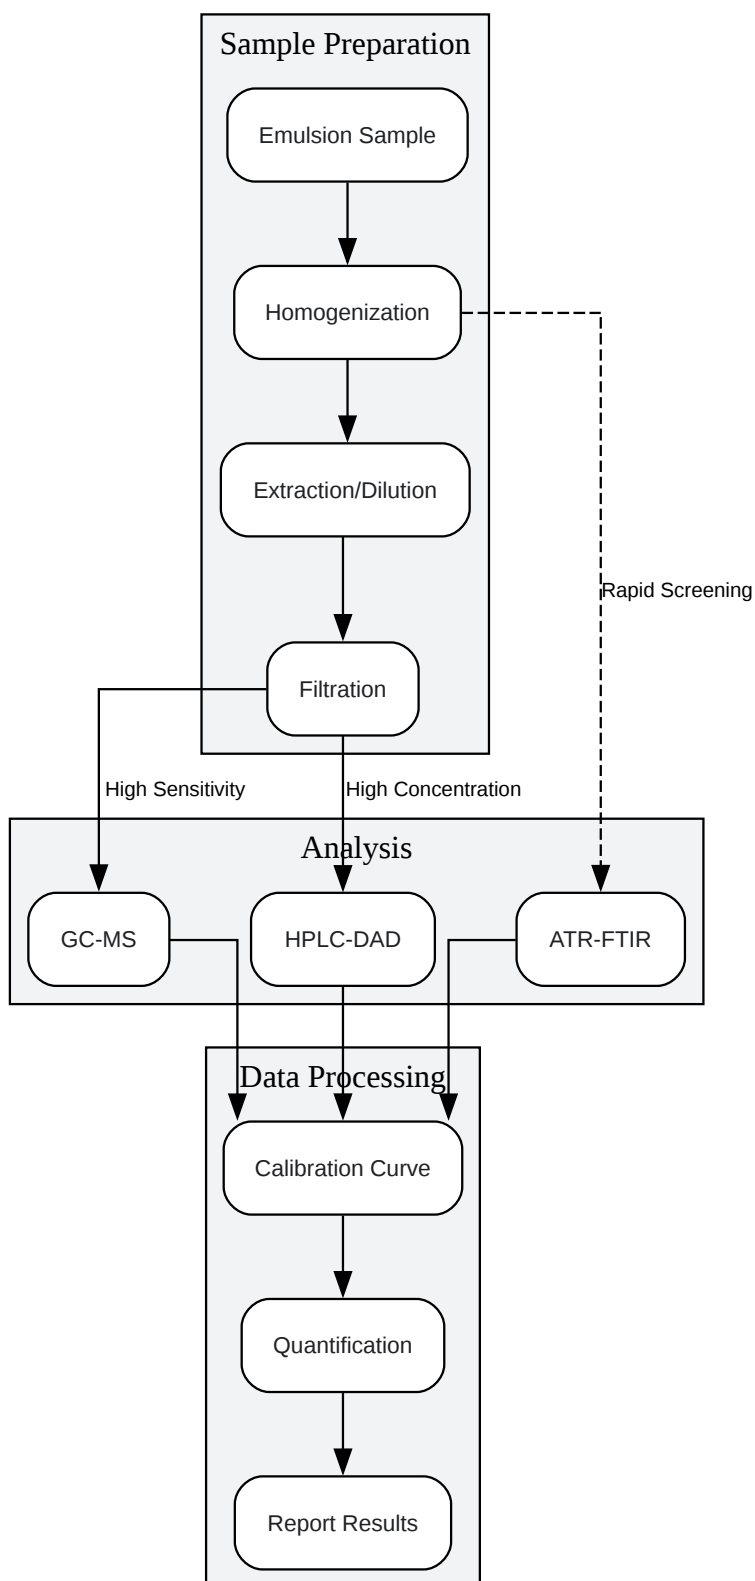 Sample Preparation
Emulsion Sample
Homogenization
Extraction/Dilution
Rapid Screening
Filtration
High Sensitivity
High Concentration
Analysis
GC-MS
HPLC-DAD
ATR-FTIR
Data Processing
Calibration Curve
Quantification
Report Results